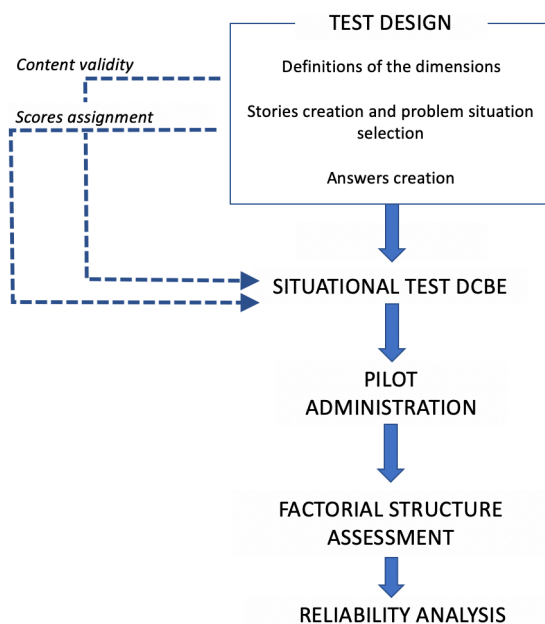 TEST DESIGN
Content validity
Definitions of the dimensions
Scores assignment
Stories creation and problem situation
selection
Answers creation
SITUATIONAL TEST DCBE
PILOT
ADMINISTRATION
FACTORIAL STRUCTURE
ASSESSMENT
RELIABILITY ANALYSIS